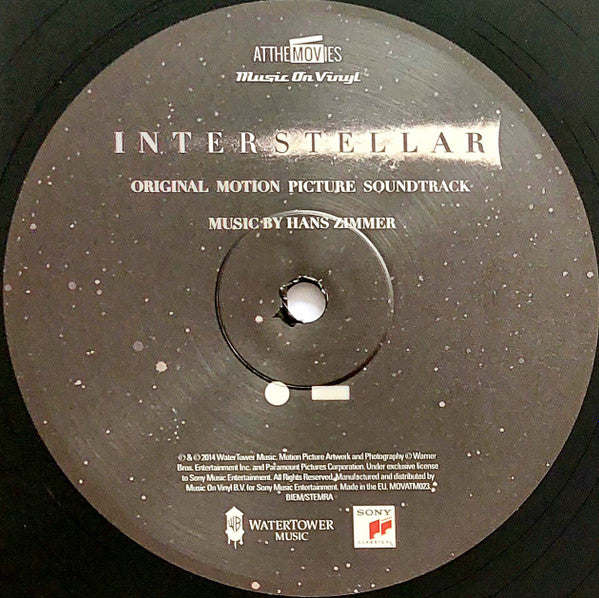 ATTHEMOVIES
Music On Vinyl
INTERSTELLAR
ORIGINAL MOTION PICTURE SOUNDTRACK
MUSIC BY HANS ZIMMER
℗ & © 2014 WaterTower Music. Motion Picture Artwork and Photography © Warner
Bros. Entertainment Inc. and Paramount Pictures Corporation. Under exclusive license
to Sony Music Entertainment. All Rights Reserved. Manufactured and distributed by
Music On Vinyl B.V. for Sony Music Entertainment. Made in the EU. MOVATM023.
BIEM/STEMRA
WATERTOWER
MUSIC
SONY
CLASSICAL